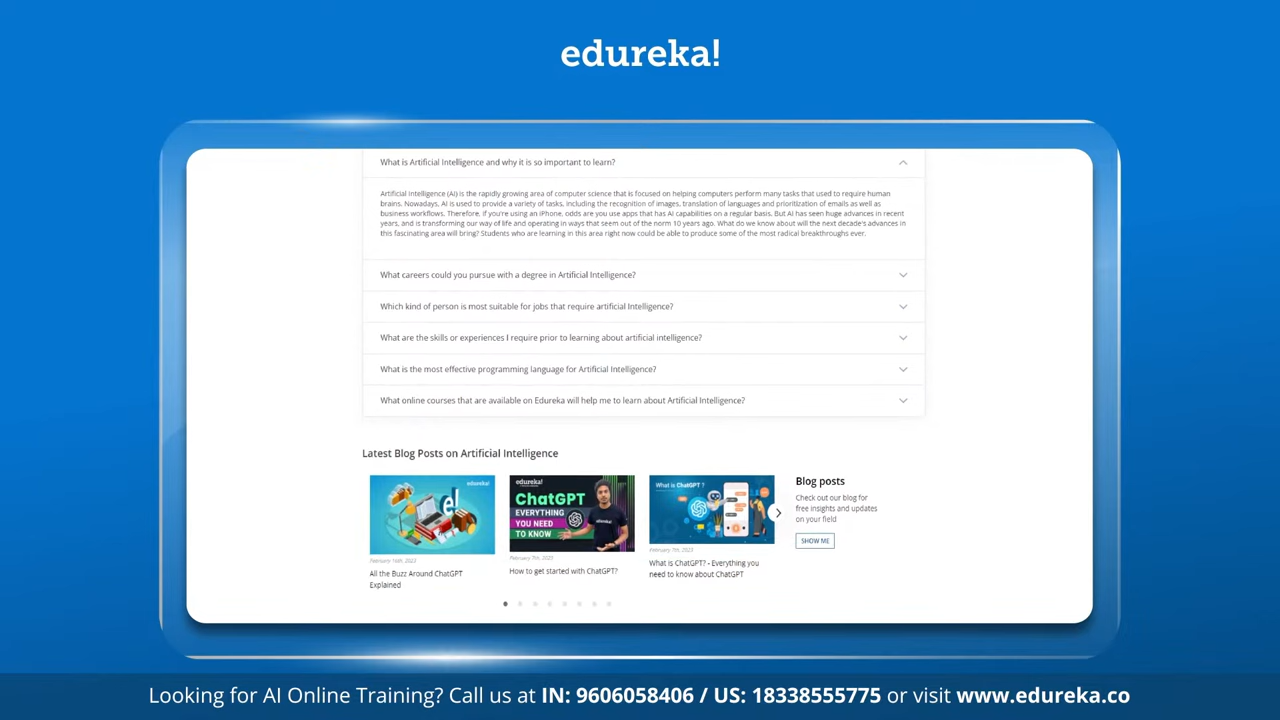 edureka!
What is Artificial Intelligence and why it is so important to learn?
Artificial Intelligence (AI) is the rapidly growing area of computer science that is focused on helping computers perform many tasks that used to require human
brains. Nowadays, AI is used to provide a variety of tasks, including the recognition of images, translation of languages and prioritization of emails as well as
business workflows. Therefore, if you're using an iPhone, odds are you use apps that has AI capabilities on a regular basis. But AI has seen huge advances in recent
years, and is transforming our way of life and operating in ways that seem out of the norm 10 years ago. What do we know about will the next decade's advances in
this fascinating area will bring? Students who are learning in this area right now could be able to produce some of the most radical breakthroughs ever.
What careers could you pursue with a degree in Artificial Intelligence?
Which kind of person is most suitable for jobs that require artificial Intelligence?
What are the skills or experiences I require prior to learning about artificial intelligence?
What is the most effective programming language for Artificial Intelligence?
What online courses that are available on Edureka will help me to learn about Artificial Intelligence?
Latest Blog Posts on Artificial Intelligence
edureka!
edureka!
ChatGPT
EVERYTHING
YOU NEED
TO KNOW
edureka!
What is ChatGPT ?
February 7th, 2023
February 7th, 2023
All the Buzz Around ChatGPT
Explained
How to get started with ChatGPT?
What is ChatGPT? - Everything you
need to know about ChatGPT
Blog posts
Check out our blog for
free insights and updates
on your field
SHOW ME
Looking for AI Online Training? Call us at IN: 9606058406 / US: 18338555775 or visit www.edureka.co